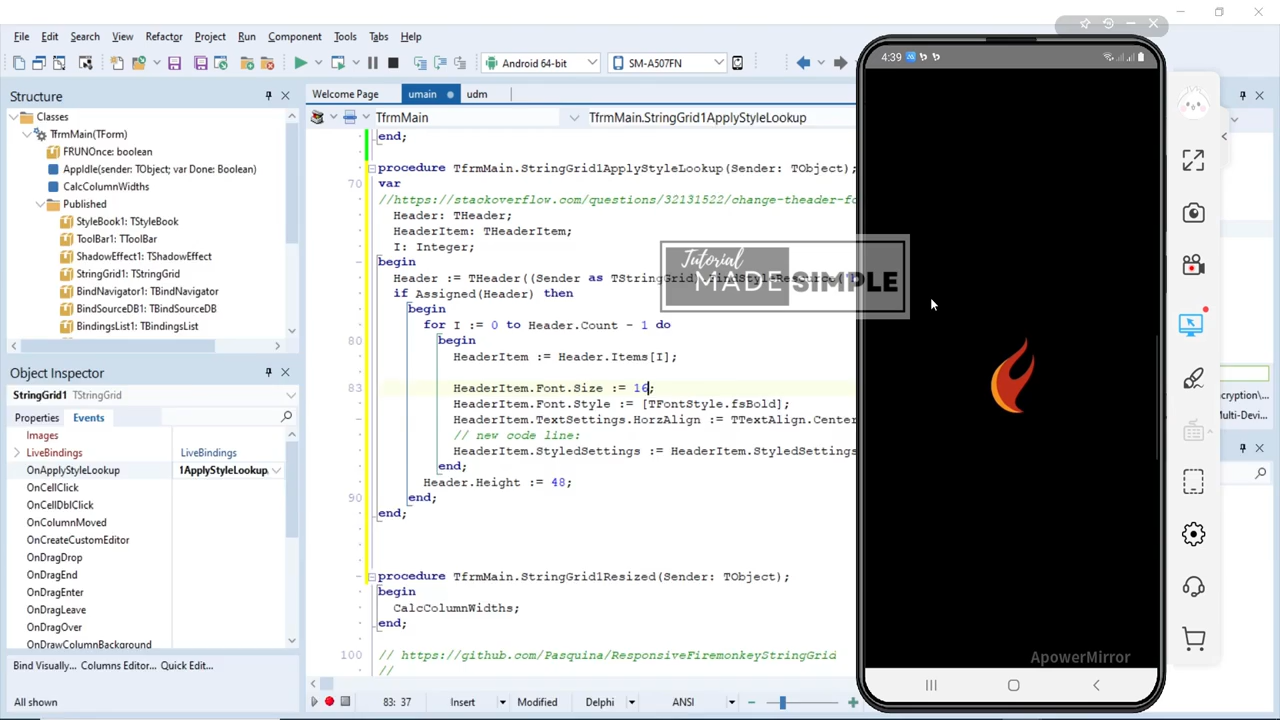 File Edit Search View Refactor Project Run Component Tools Tabs Help
Android 64-bit
SM-A507FN
Structure
Classes
TfrmMain(TForm)
FRUNOnce: boolean
AppIdle(sender: TObject; var Done: Boolean)
CalcColumnWidths
Published
StyleBook1: TStyleBook
ToolBar1: TToolBar
ShadowEffect1: TShadowEffect
StringGrid1: TStringGrid
BindNavigator1: TBindNavigator
BindSourceDB1: TBindSourceDB
BindingsList1: TBindingsList
Object Inspector
StringGrid1 TStringGrid
Properties Events
Images
LiveBindings LiveBindings
OnApplyStyleLookup 1ApplyStyleLookup
OnCellClick
OnCellDblClick
OnColumnMoved
OnCreateCustomEditor
OnDragDrop
OnDragEnd
OnDragEnter
OnDragLeave
OnDragOver
OnDrawColumnBackground
Bind Visually... Columns Editor... Quick Edit...
All shown
Welcome Page umain udm
TfrmMain TfrmMain.StringGrid1ApplyStyleLookup
end;
procedure TfrmMain.StringGrid1ApplyStyleLookup(Sender: TObject);
70 var
//https://stackoverflow.com/questions/32131522/change-theader-fo
Header: THeader;
HeaderItem: THeaderItem;
I: Integer;
begin
Header := THeader((Sender as TStringGrid)
if Assigned(Header) then
begin
for I := 0 to Header.Count - 1 do
80 begin
HeaderItem := Header.Items[I];
83 HeaderItem.Font.Size := 16;
HeaderItem.Font.Style := [TFontStyle.fsBold];
HeaderItem.TextSettings.HorzAlign := TTextAlign.Center
// new code line:
HeaderItem.StyledSettings := HeaderItem.StyledSettings
end;
Header.Height := 48;
90 end;
end;
procedure TfrmMain.StringGrid1Resized(Sender: TObject);
begin
CalcColumnWidths;
end;
100 // https://github.com/Pasquina/ResponsiveFiremonkeyStringGrid
//
83: 37 Insert Modified Delphi ANSI
Tutorial
MADE SIMPLE
4:39
ApowerMirror
cryption...\
Multi-Devi...